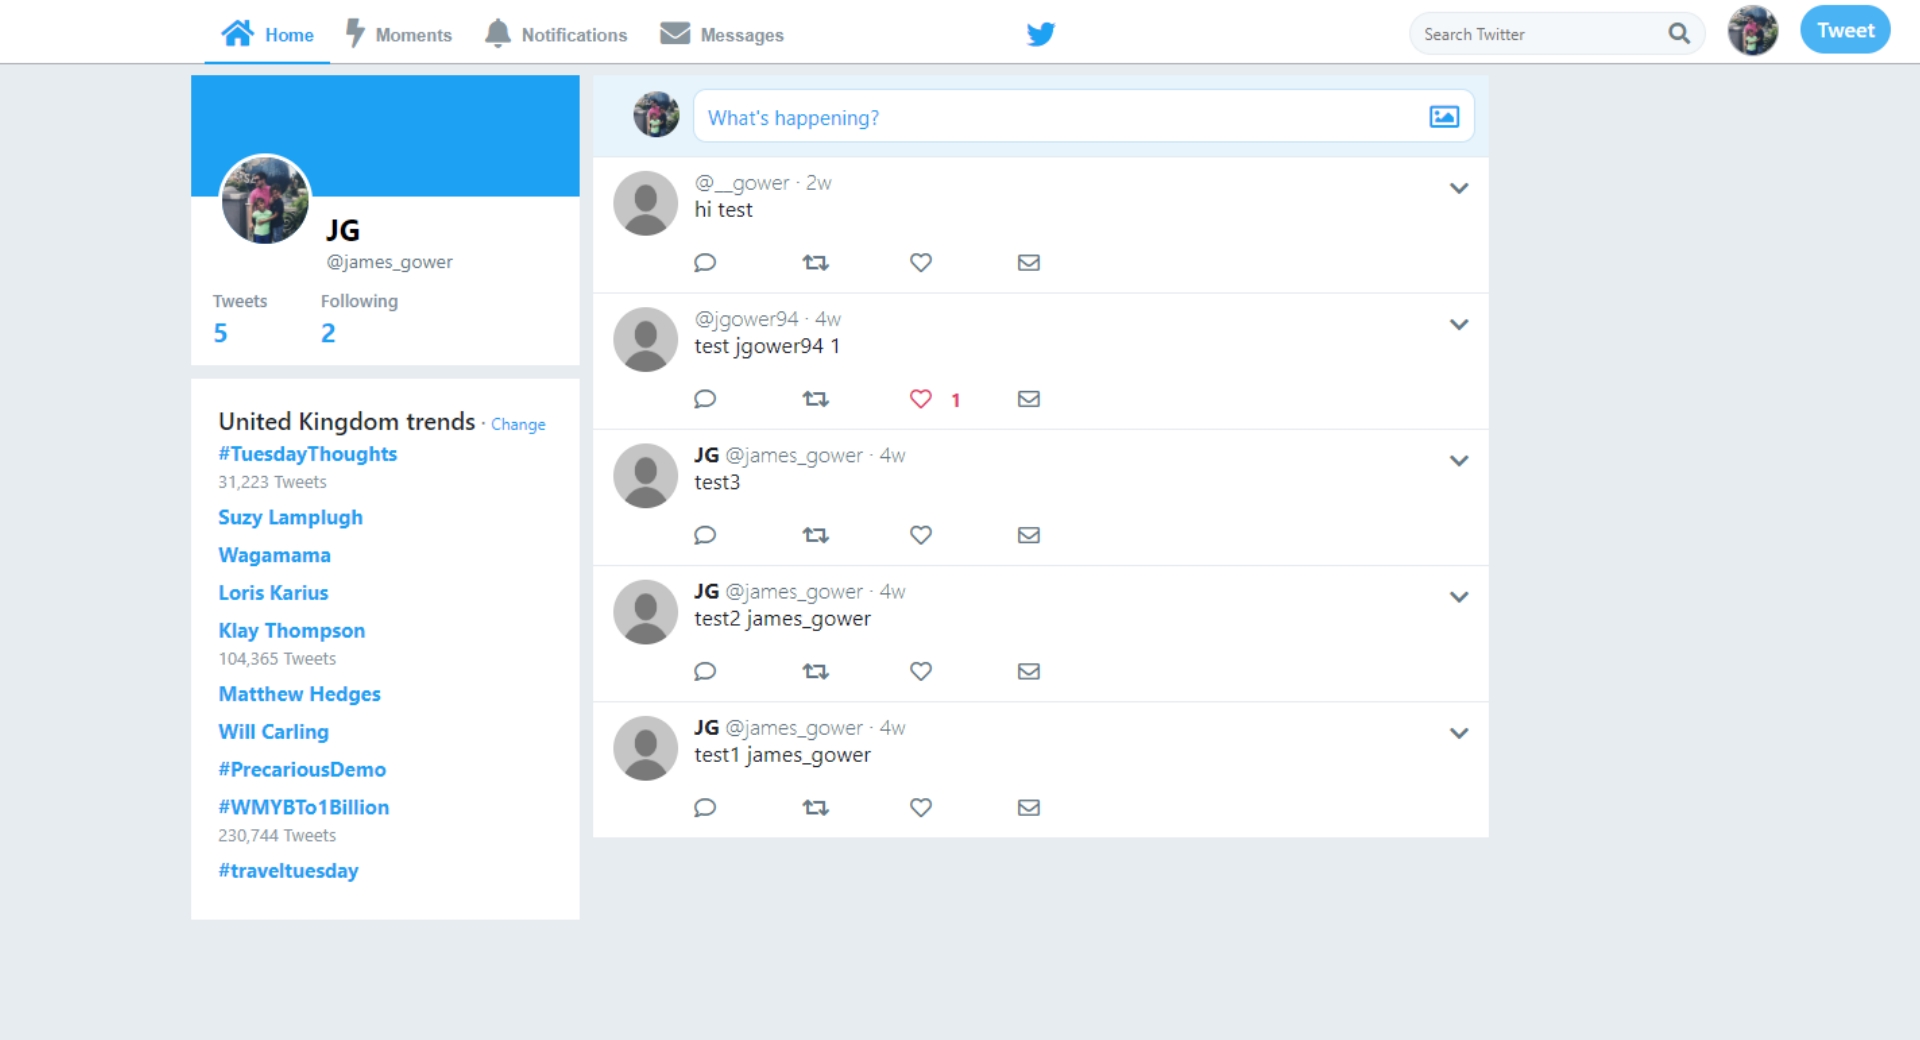 Home Moments Notifications Messages Search Twitter Tweet
JG
@james_gower
Tweets Following
5 2
United Kingdom trends · Change
#TuesdayThoughts
31,223 Tweets
Suzy Lamplugh
Wagamama
Loris Karius
Klay Thompson
104,365 Tweets
Matthew Hedges
Will Carling
#PrecariousDemo
#WMYBTo1Billion
230,744 Tweets
#traveltuesday
What's happening?
@__gower · 2w
hi test
@jgower94 · 4w
test jgower94 1
1
JG @james_gower · 4w
test3
JG @james_gower · 4w
test2 james_gower
JG @james_gower · 4w
test1 james_gower